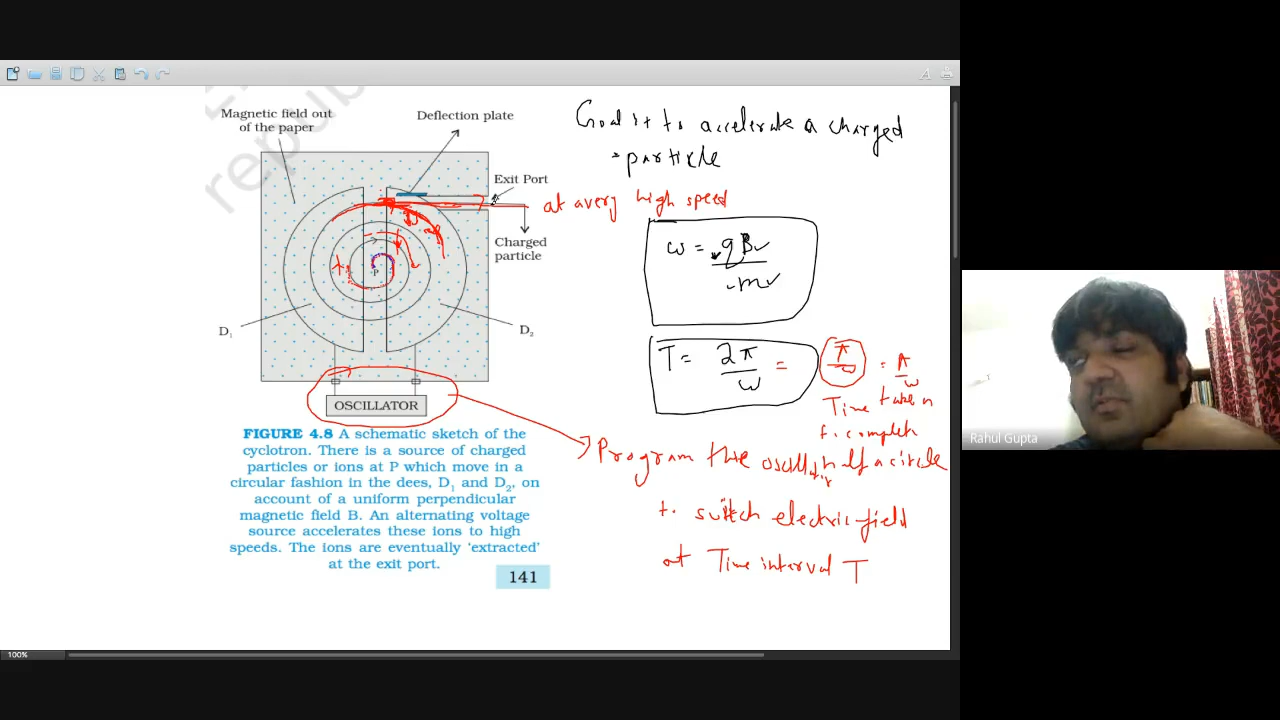 repub
Magnetic field out
of the paper
Deflection plate
Exit Port
Charged
particle
P
D1
D2
OSCILLATOR
FIGURE 4.8 A schematic sketch of the
cyclotron. There is a source of charged
particles or ions at P which move in a
circular fashion in the dees, D1 and D2, on
account of a uniform perpendicular
magnetic field B. An alternating voltage
source accelerates these ions to high
speeds. The ions are eventually ‘extracted’
at the exit port.
141
Goal is to accelerate a charged
particle
at a very high speed
ω = qB
m
T = 2π
ω
= π
ω
= π
ω
Time taken
to complete
half a circle
Program the oscillator
to switch electric field
at Time interval T
Rahul Gupta
100%